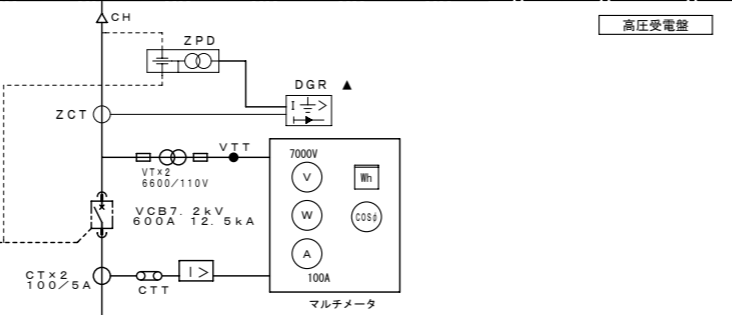 CH
高圧受電盤
ZPD
DGR ▲
I >
ZCT
VTT
7000V
VT×2
6600/110V
V
Wh
VCB7.2kV
600A 12.5kA
W
COSφ
A
CT×2
100/5A
I>
CTT
100A
マルチメータ